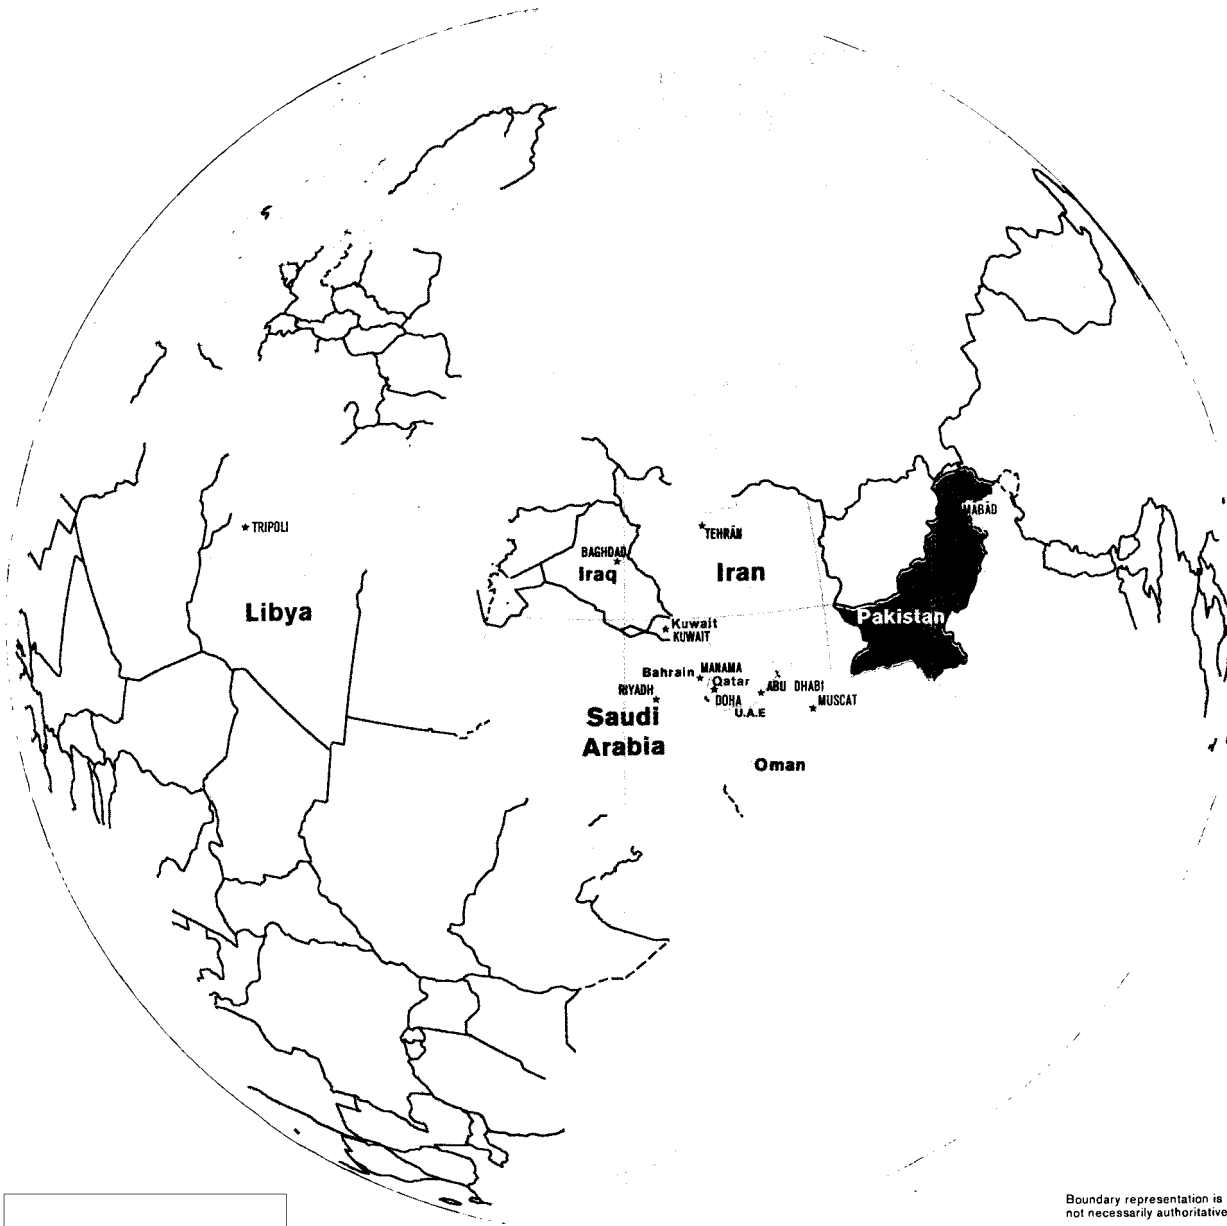 MABAD
TRIPOLI
TEHRĀN
BAGHDAD
Iraq
Iran
Libya
Pakistan
Kuwait
KUWAIT
Bahrain
MANAMA
Qatar
RIYADH
DOHA
ABU DHABI
U.A.E
MUSCAT
Saudi
Arabia
Oman
Boundary representation is
not necessarily authoritative